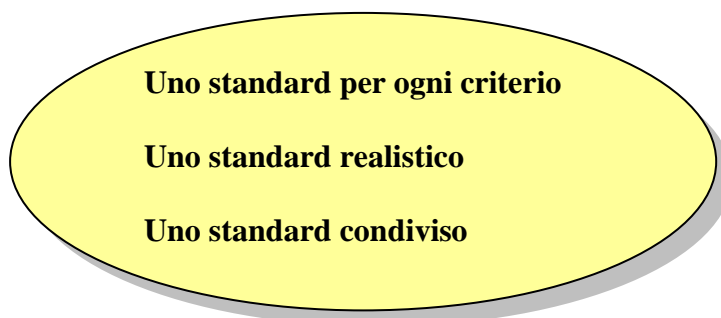 Uno standard per ogni criterio
Uno standard realistico
Uno standard condiviso